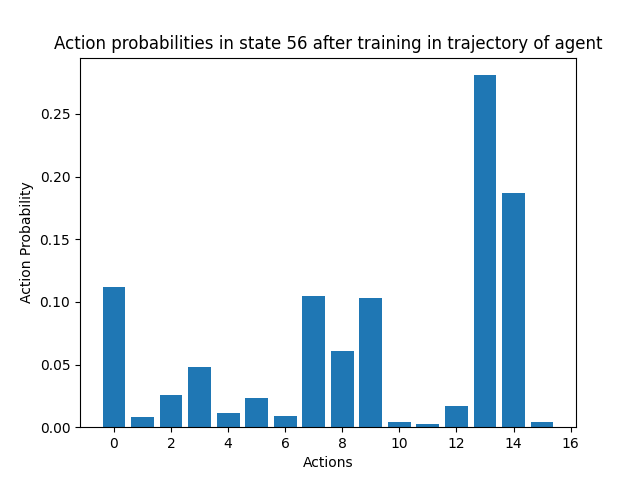 Action probabilities in state 56 after training in trajectory of agent
0.25
0.20
0.15
0.10
0.05
0.00
Action Probability
0 2 4 6 8 10 12 14 16
Actions